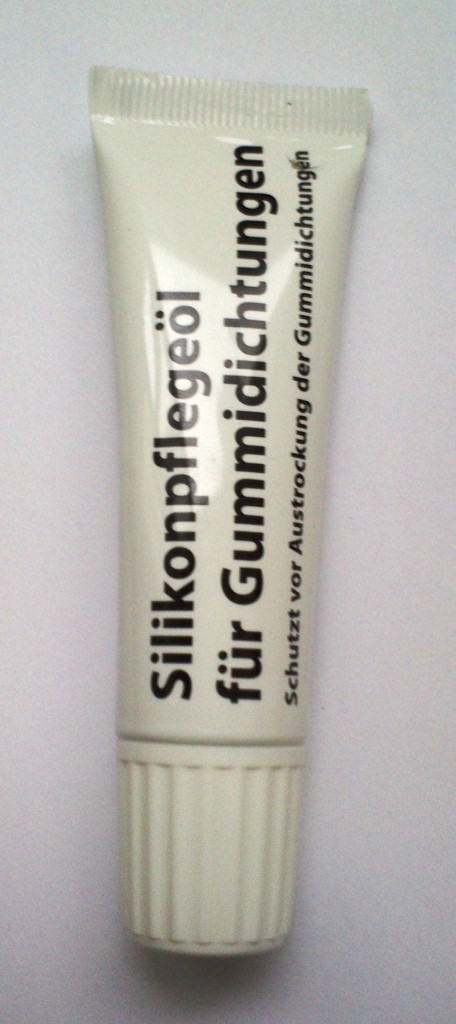 Silikonpflegeöl
für Gummidichtungen
Schutzt vor Austrockung der Gummidichtungen